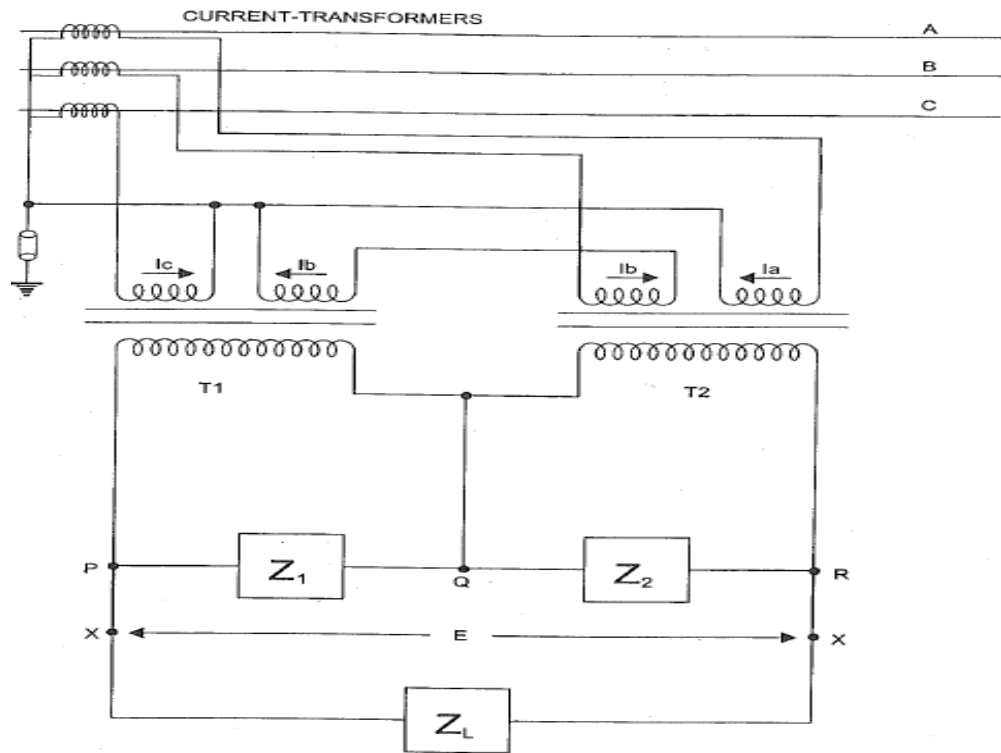 CURRENT-TRANSFORMERS
A
B
C
Ic Ib Ib Ia
T1 T2
P Z1 Q Z2 R
X E X
ZL